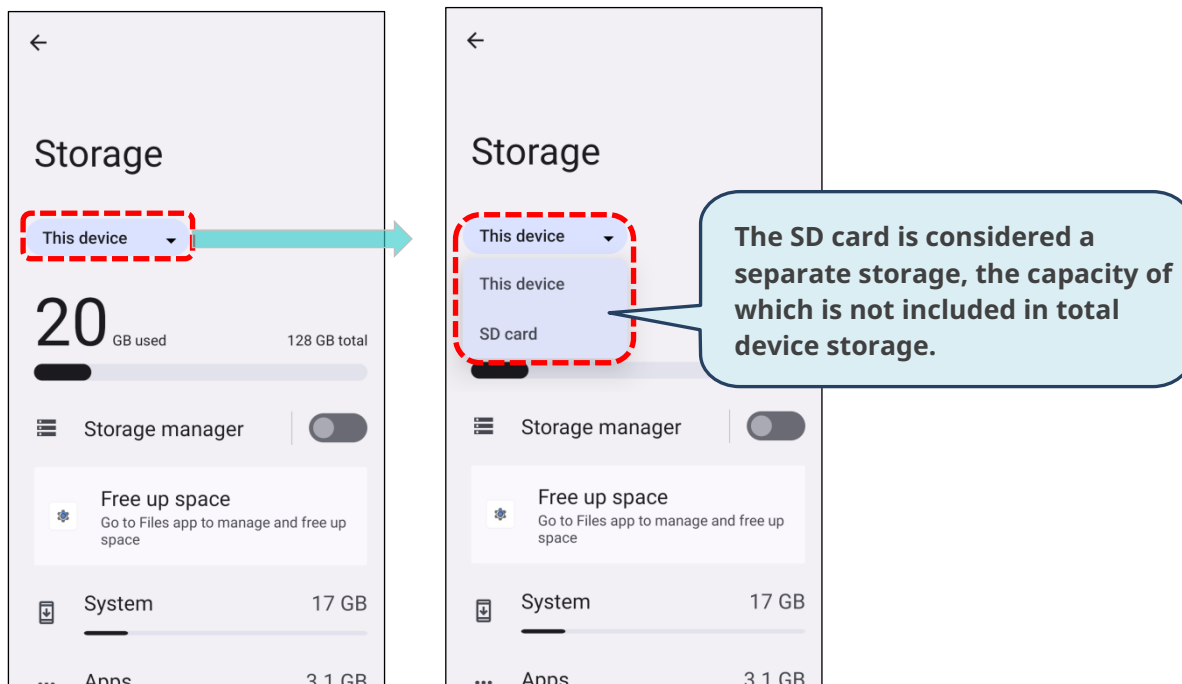 Storage
This device
20 GB used
128 GB total
Storage manager
Free up space
Go to Files app to manage and free up
space
System 17 GB
Apps 3.1 GB
Storage
This device
This device
SD card
Storage manager
Free up space
Go to Files app to manage and free up
space
System 17 GB
Apps 3.1 GB
The SD card is considered a
separate storage, the capacity of
which is not included in total
device storage.